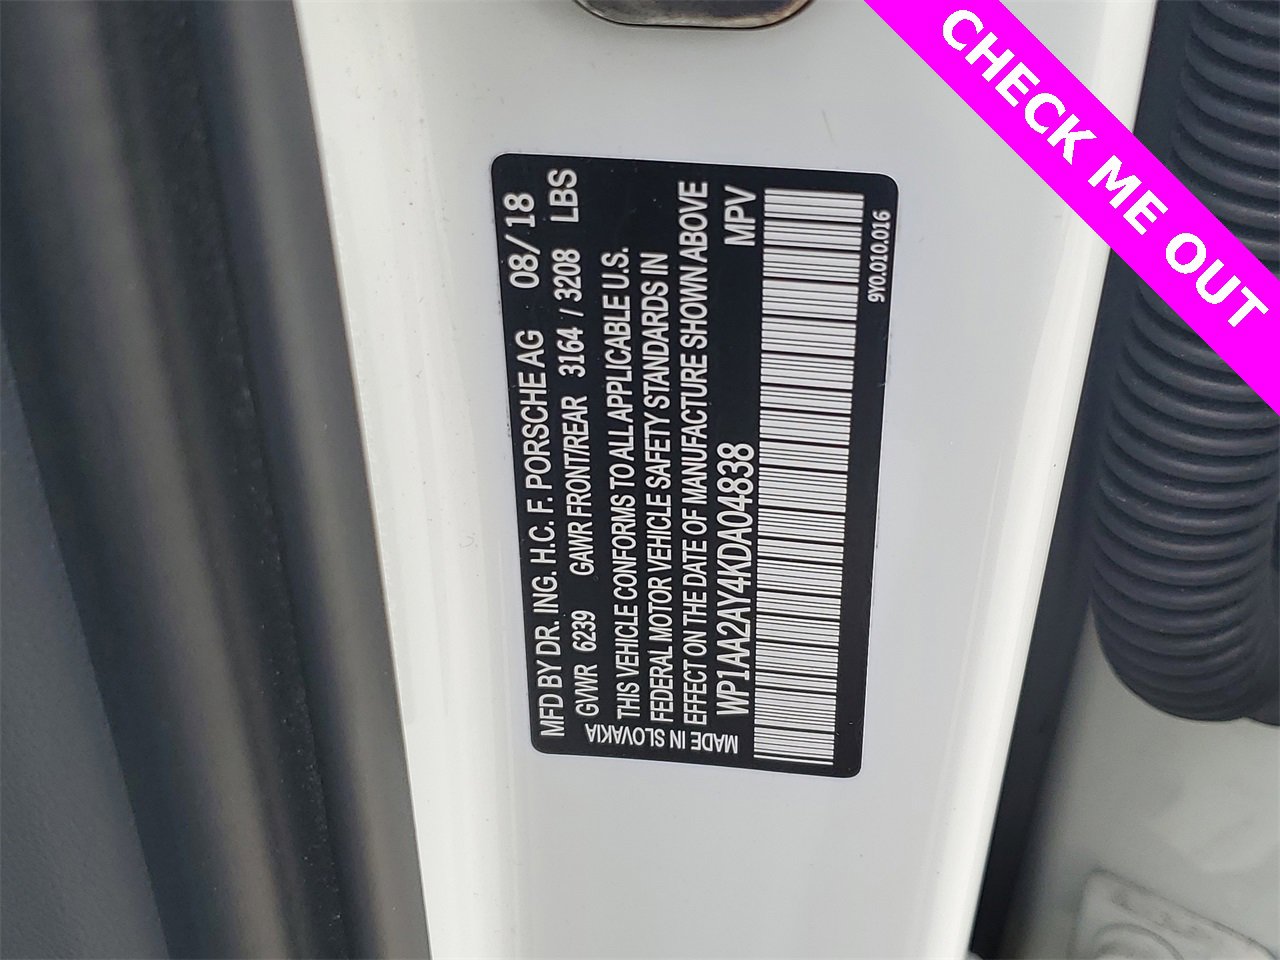 MFD BY DR. ING. H.C. F. PORSCHE AG 08/18
GVWR 6239 GAWR FRONT/REAR 3164 / 3208 LBS
THIS VEHICLE CONFORMS TO ALL APPLICABLE U.S.
FEDERAL MOTOR VEHICLE SAFETY STANDARDS IN
EFFECT ON THE DATE OF MANUFACTURE SHOWN ABOVE
WP1AA2AY4KDA04838 MPV
MADE IN SLOVAKIA
9Y0.010.016
CHECK ME OUT